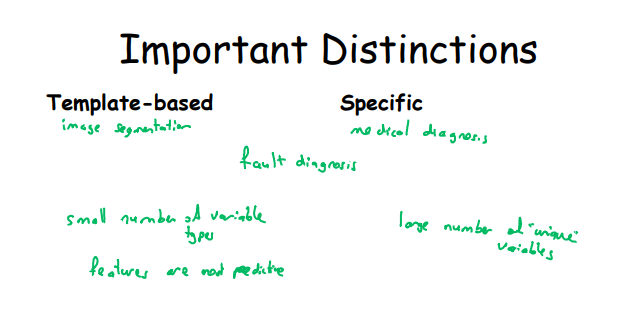 Important Distinctions
Template-based Specific
image segmentation medical diagnosis
fault diagnosis
small number of variable
types
large number of "unique"
variables
features are most predictive